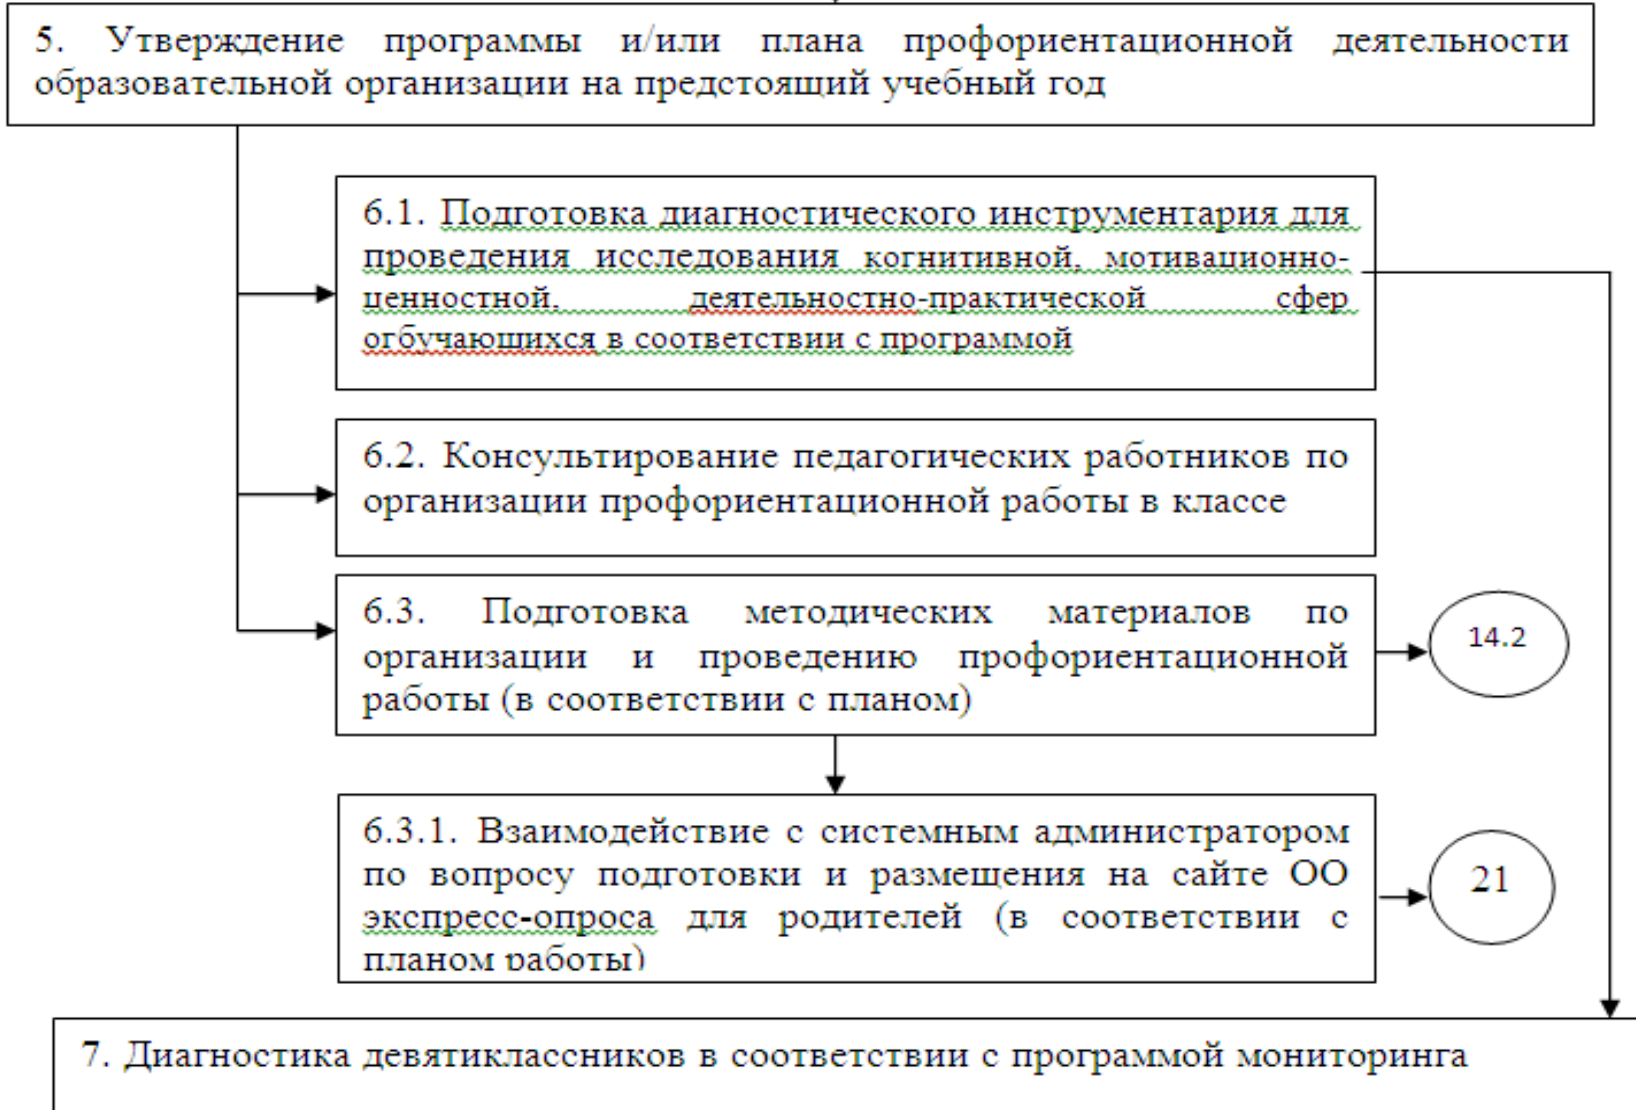 5. Утверждение программы и/или плана профориентационной деятельности
образовательной организации на предстоящий учебный год
6.1. Подготовка диагностического инструментария для
проведения исследования когнитивной, мотивационно-
ценностной, деятельностно-практической сфер
огбучающихся в соответствии с программой
6.2. Консультирование педагогических работников по
организации профориентационной работы в классе
6.3. Подготовка методических материалов по
организации и проведению профориентационной
работы (в соответствии с планом)
14.2
6.3.1. Взаимодействие с системным администратором
по вопросу подготовки и размещения на сайте ОО
экспресс-опроса для родителей (в соответствии с
планом работы)
21
7. Диагностика девятиклассников в соответствии с программой мониторинга